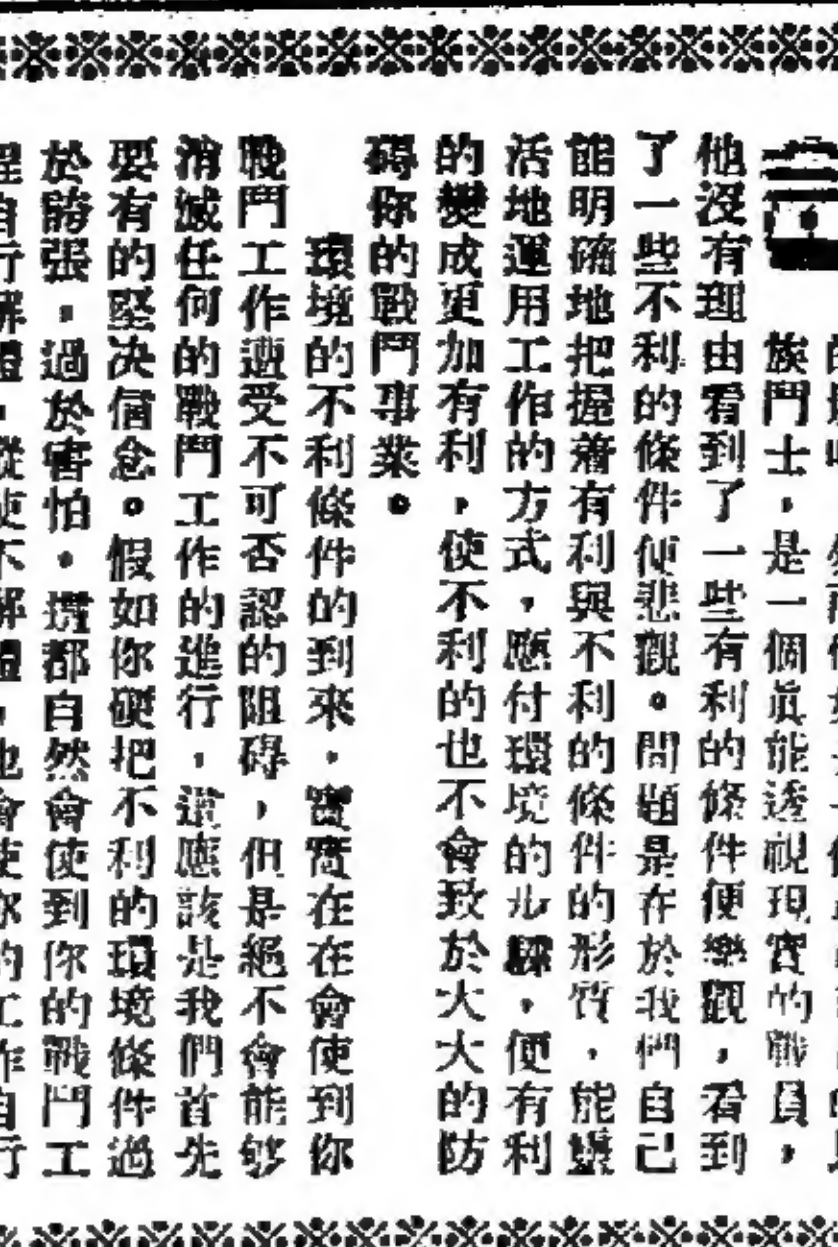 族鬥士,是一個眞能透視現實的戰員,
他沒有理由看到了一些有利的條件便樂觀,看到
了一些不利的條件便悲觀。問題是在於我們自己
能明確地把握着有利與不利的條件的形質,能靈
活地運用工作的方式,應付環境的步驟,便有利
的變成更加有利,使不利的也不會致於大大的防
碍你的戰鬥事業。
環境的不利條件的到來,實實在在會使到你
戰鬥工作遭受不可否認的阻碍,但是絕不會能够
消滅任何的戰鬥工作的進行,這應該是我們首先
要有的堅决信念。假如你硬把不利的環境條件過
於誇張,過於害怕,這都自然會使到你的戰鬥工